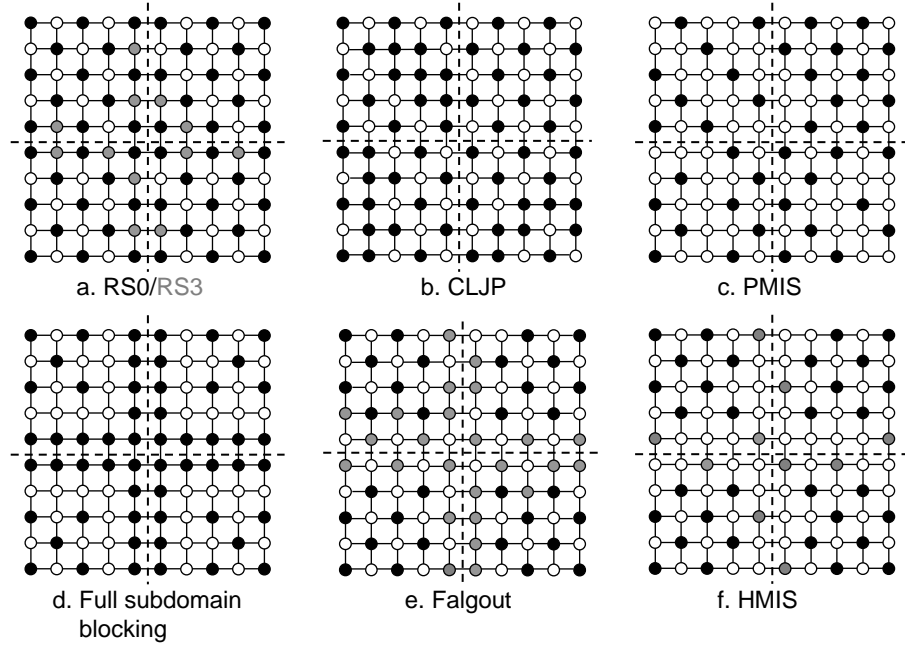 a. RS0/RS3
b. CLJP
c. PMIS
d. Full subdomain
blocking
e. Falgout
f. HMIS